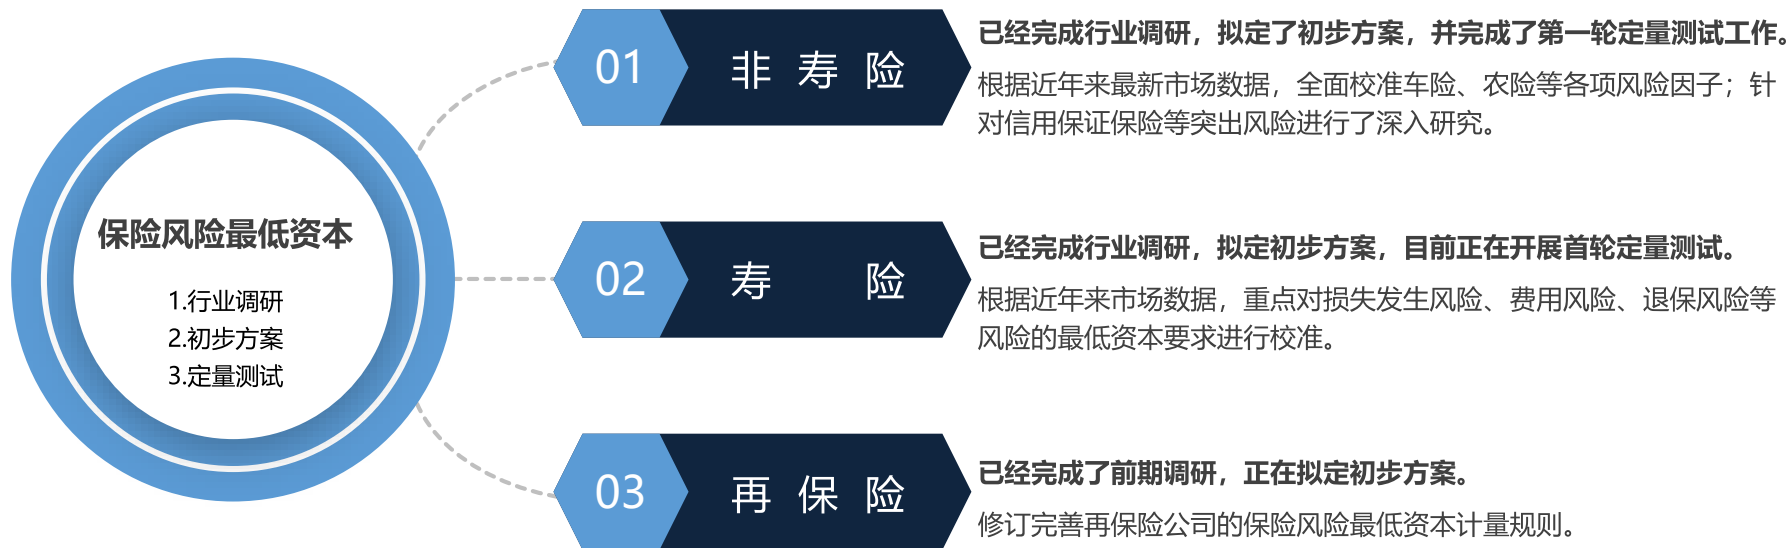 保险风险最低资本
1.行业调研
2.初步方案
3.定量测试
01
非寿险
已经完成行业调研，拟定了初步方案，并完成了第一轮定量测试工作。
根据近年来最新市场数据，全面校准车险、农险等各项风险因子；针
对信用保证保险等突出风险进行了深入研究。
02
寿险
已经完成行业调研，拟定初步方案，目前正在开展首轮定量测试。
根据近年来市场数据，重点对损失发生风险、费用风险、退保风险等
风险的最低资本要求进行校准。
03
再保险
已经完成了前期调研，正在拟定初步方案。
修订完善再保险公司的保险风险最低资本计量规则。